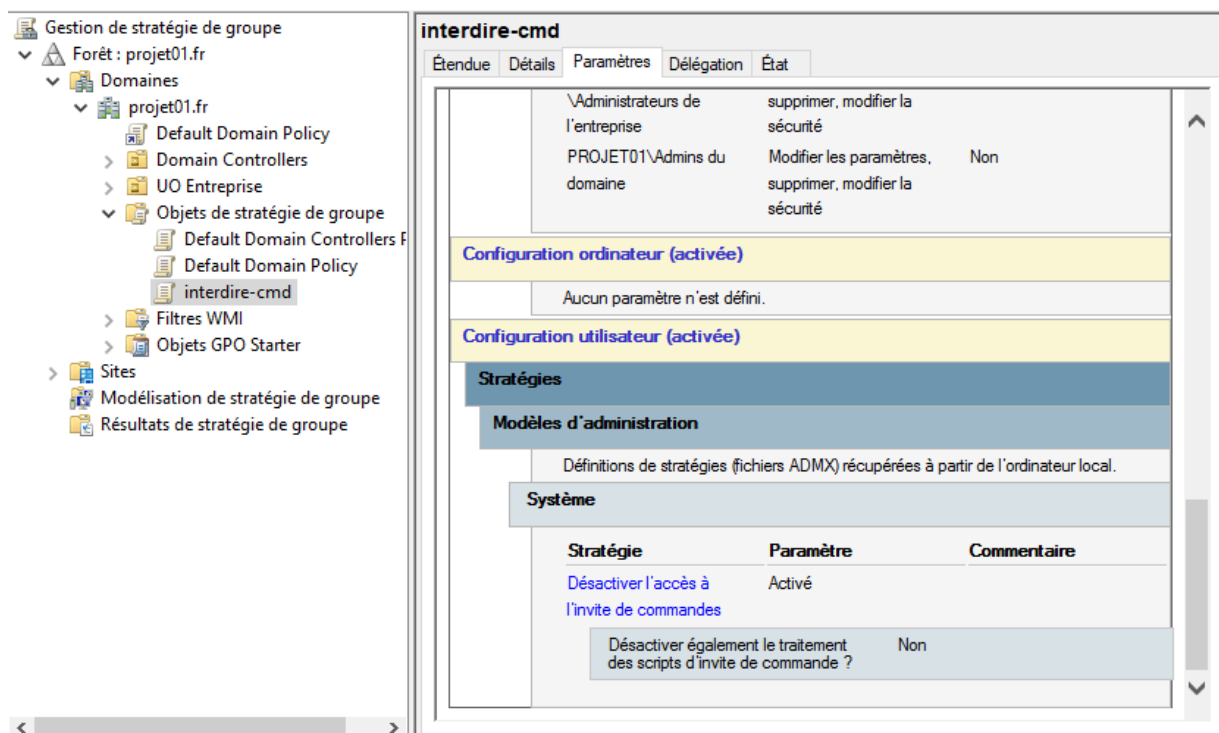 Gestion de stratégie de groupe
Forêt : projet01.fr
Domaines
projet01.fr
Default Domain Policy
Domain Controllers
UO Entreprise
Objets de stratégie de groupe
Default Domain Controllers P
Default Domain Policy
interdire-cmd
Filtres WMI
Objets GPO Starter
Sites
Modélisation de stratégie de groupe
Résultats de stratégie de groupe
interdire-cmd
Étendue Détails Paramètres Délégation État
\Administrateurs de supprimer, modifier la
l'entreprise sécurité
PROJET01\Admins du Modifier les paramètres, Non
domaine supprimer, modifier la
sécurité
Configuration ordinateur (activée)
Aucun paramètre n'est défini.
Configuration utilisateur (activée)
Stratégies
Modèles d'administration
Définitions de stratégies (fichiers ADMX) récupérées à partir de l'ordinateur local.
Système
Stratégie Paramètre Commentaire
Désactiver l'accès à Activé
l'invite de commandes
Désactiver également le traitement Non
des scripts d'invite de commande ?